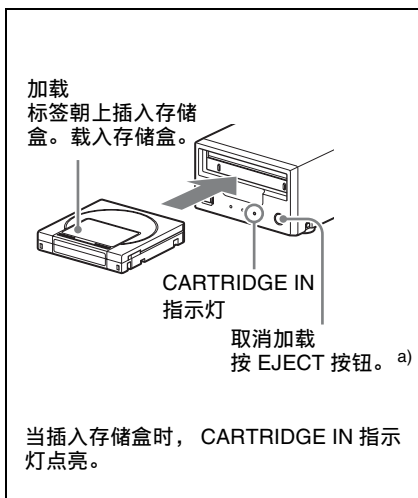 加载
标签朝上插入存储
盒。载入存储盒。
CARTRIDGE IN
指示灯
取消加载
按 EJECT 按钮。 a)
当插入存储盒时， CARTRIDGE IN 指示
灯点亮。